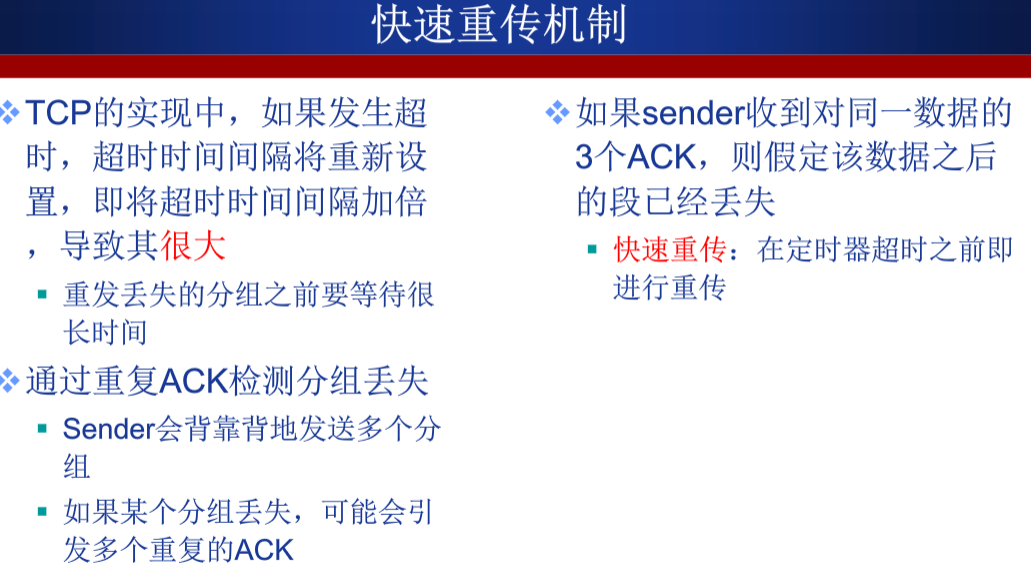 快速重传机制
TCP的实现中，如果发生超
时，超时时间间隔将重新设
置，即将超时时间间隔加倍
，导致其很大
重发丢失的分组之前要等待很
长时间
通过重复ACK检测分组丢失
Sender会背靠背地发送多个分
组
如果某个分组丢失，可能会引
发多个重复的ACK
如果sender收到对同一数据的
3个ACK，则假定该数据之后
的段已经丢失
快速重传：在定时器超时之前即
进行重传